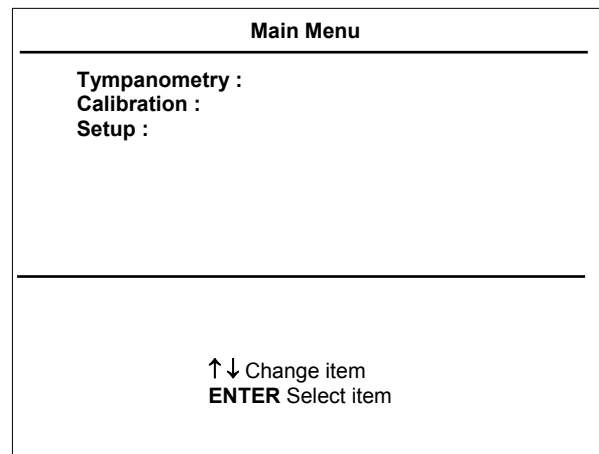 Main Menu
Tympanometry :
Calibration :
Setup :
↑↓ Change item
ENTER Select item